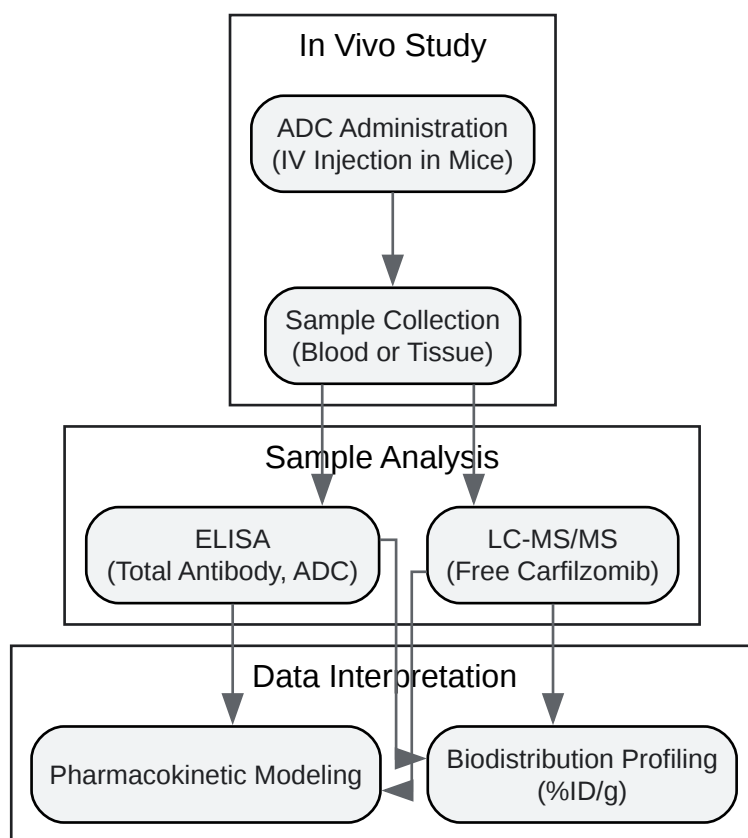 In Vivo Study
ADC Administration
(IV Injection in Mice)
Sample Collection
(Blood or Tissue)
Sample Analysis
ELISA
(Total Antibody, ADC)
LC-MS/MS
(Free Carfilzomib)
Data Interpretation
Pharmacokinetic Modeling
Biodistribution Profiling
(%ID/g)